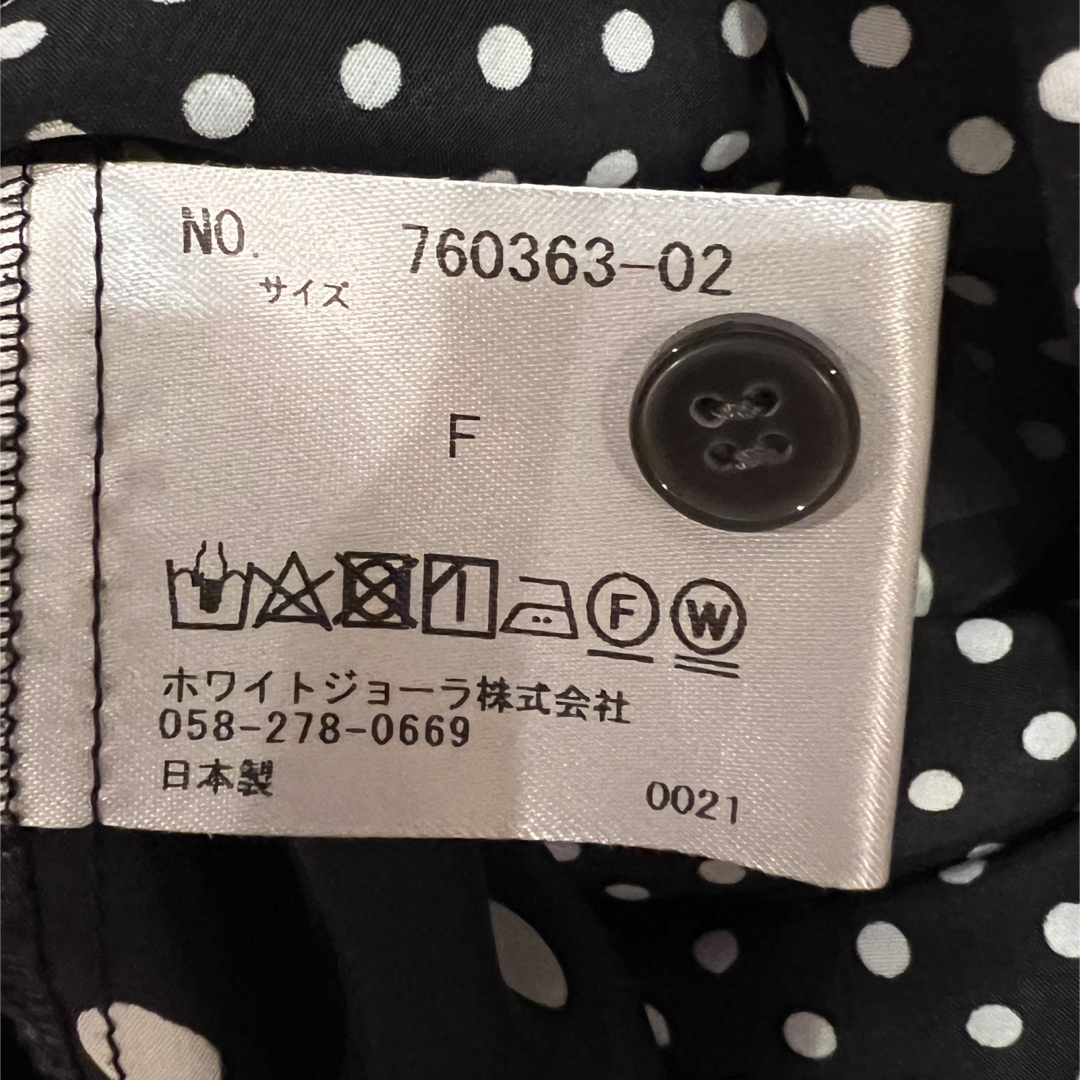 NO. 760363-02
サイズ
F
F W
ホワイトジョーラ株式会社
058-278-0669
日本製 0021